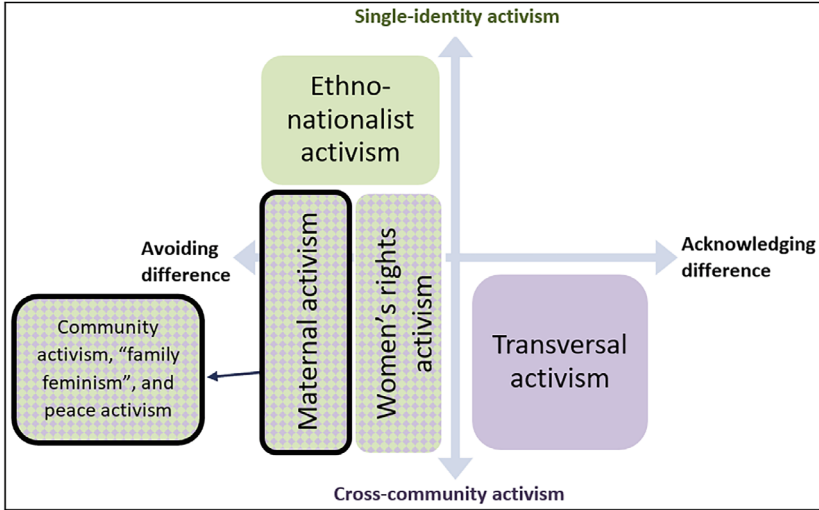 Single-identity activism
Ethno-
nationalist
activism
Avoiding
difference
Maternal activism
Women's rights
activism
Acknowledging
difference
Community
activism, “family
feminism”, and
peace activism
Transversal
activism
Cross-community activism